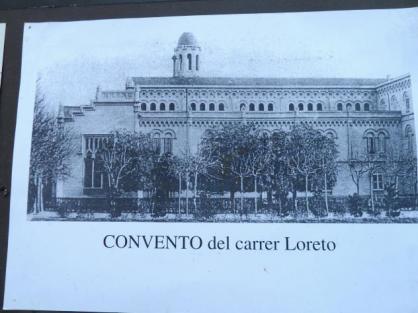 CONVENTO del carrer Loreto